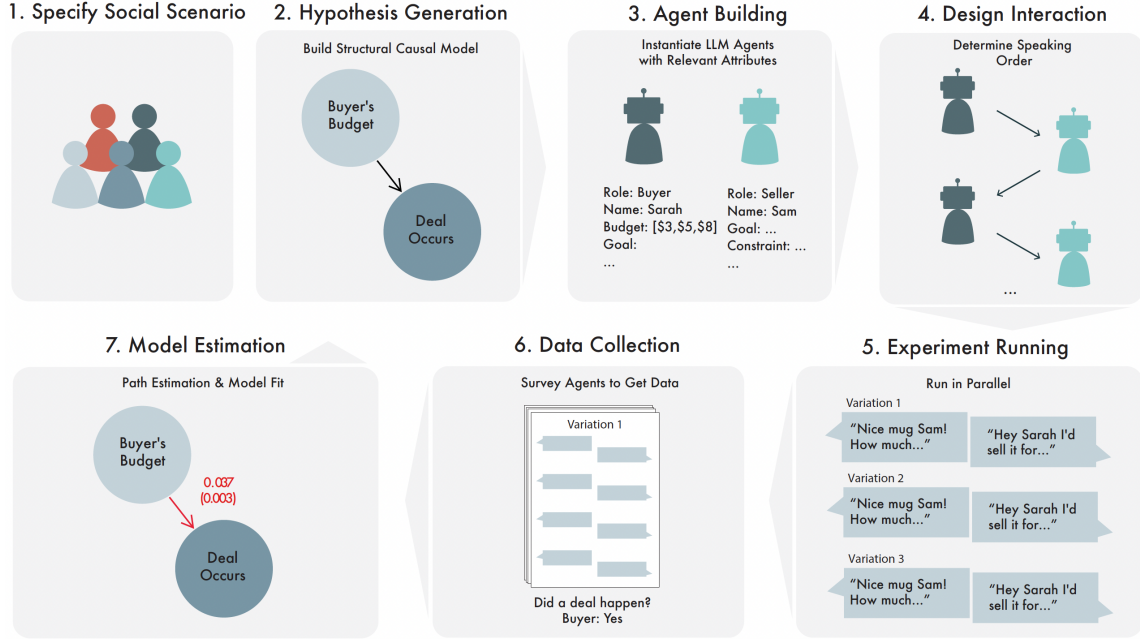 1. Specify Social Scenario
2. Hypothesis Generation
Build Structural Causal Model
Buyer's
Budget
Deal
Occurs
3. Agent Building
Instantiate LLM Agents
with Relevant Attributes
Role: Buyer
Name: Sarah
Budget: [$3,$5,$8]
Goal:
...
Role: Seller
Name: Sam
Goal: ...
Constraint: ...
...
4. Design Interaction
Determine Speaking
Order
...
5. Experiment Running
Run in Parallel
Variation 1
“Nice mug Sam!
How much...”
“Hey Sarah I'd
sell it for...”
Variation 2
“Nice mug Sam!
How much...”
“Hey Sarah I'd
sell it for...”
Variation 3
“Nice mug Sam!
How much...”
“Hey Sarah I'd
sell it for...”
6. Data Collection
Survey Agents to Get Data
Variation 1
Did a deal happen?
Buyer: Yes
7. Model Estimation
Path Estimation & Model Fit
Buyer's
Budget
0.037
(0.003)
Deal
Occurs